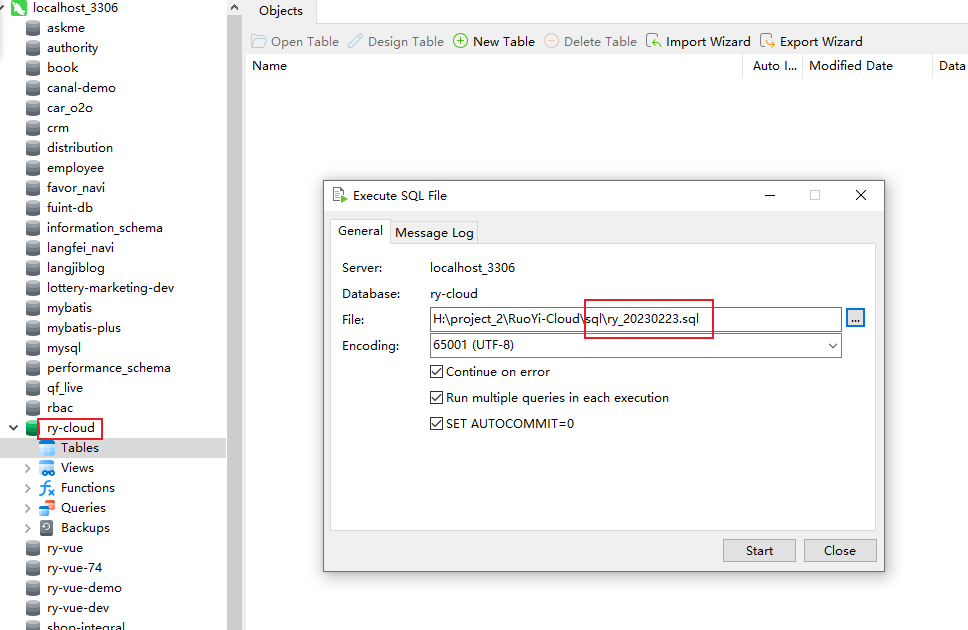 localhost_3306
askme
authority
book
canal-demo
car_o2o
crm
distribution
employee
favor_navi
fuint-db
information_schema
langfei_navi
langjiblog
lottery-marketing-dev
mybatis
mybatis-plus
mysql
performance_schema
qf_live
rbac
ry-cloud
Tables
Views
Functions
Queries
Backups
ry-vue
ry-vue-74
ry-vue-demo
ry-vue-dev
shop-integral
Objects
Open Table Design Table New Table Delete Table Import Wizard Export Wizard
Name Auto I... Modified Date Data
Execute SQL File
General Message Log
Server: localhost_3306
Database: ry-cloud
File: H:\project_2\RuoYi-Cloud\sql\ry_20230223.sql ...
Encoding: 65001 (UTF-8)
Continue on error
Run multiple queries in each execution
SET AUTOCOMMIT=0
Start Close